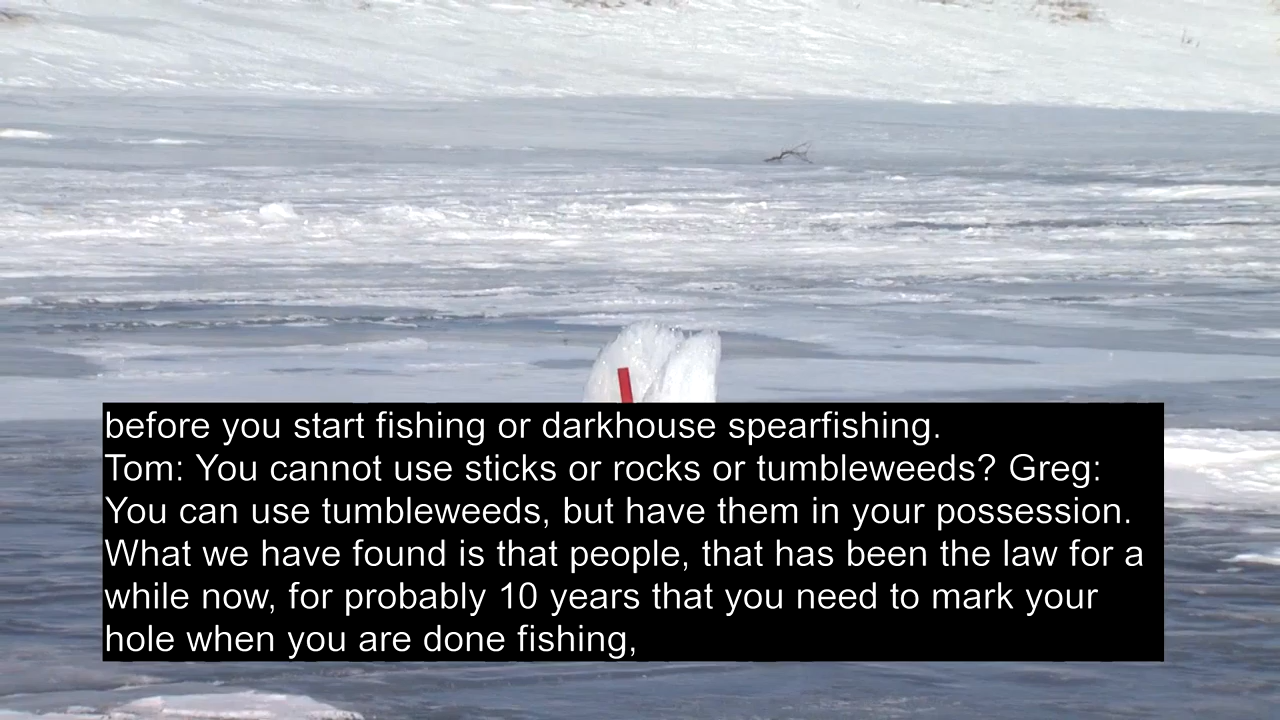 before you start fishing or darkhouse spearfishing.
Tom: You cannot use sticks or rocks or tumbleweeds? Greg:
You can use tumbleweeds, but have them in your possession.
What we have found is that people, that has been the law for a
while now, for probably 10 years that you need to mark your
hole when you are done fishing,